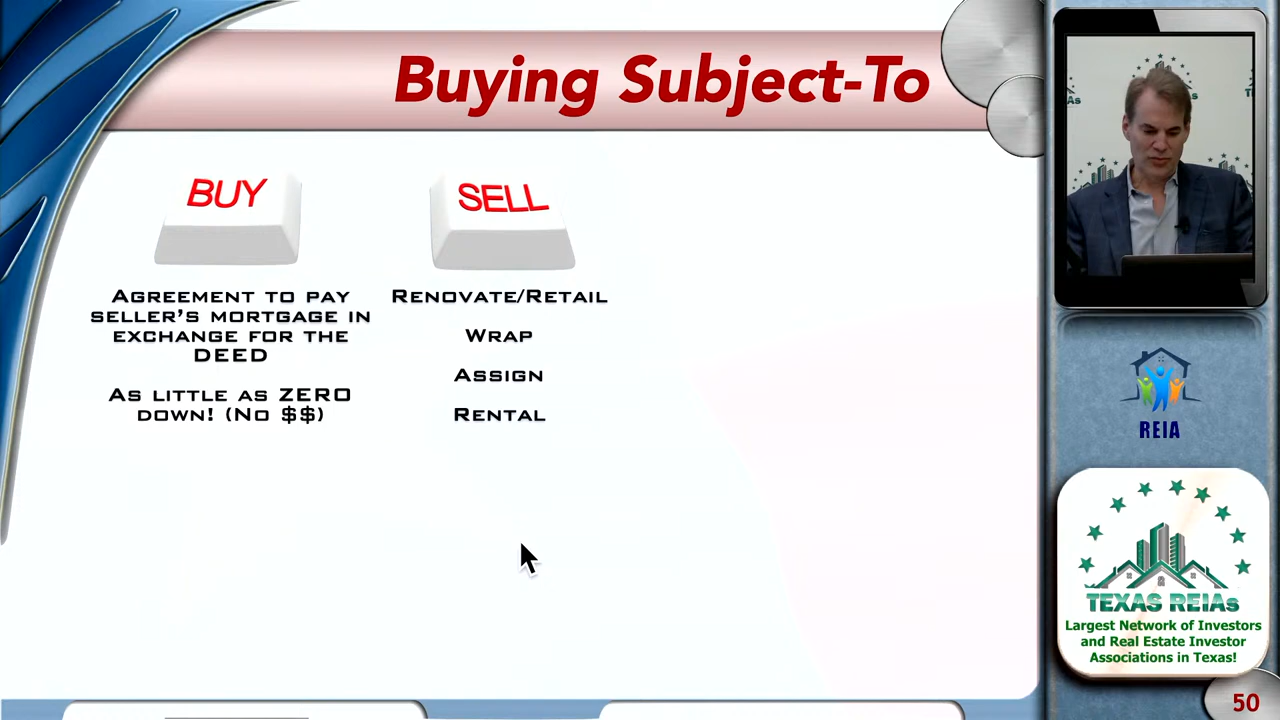 Buying Subject-To
BUY
SELL
AGREEMENT TO PAY
SELLER'S MORTGAGE IN
EXCHANGE FOR THE
DEED
AS LITTLE AS ZERO
DOWN! (NO $$)
RENOVATE/RETAIL
WRAP
ASSIGN
RENTAL
As
REIA
TEXAS REIAs
Largest Network of Investors
and Real Estate Investor
Associations in Texas!
50